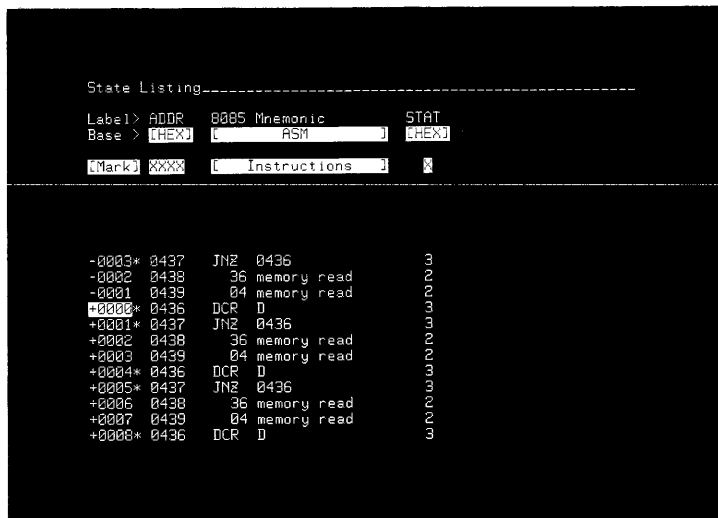 State Listing
Label> ADDR 8085 Mnemonic STAT
Base > [HEX] [ ASM ] [HEX]
[Mark] XXXX [ Instructions ] X
-0003* 0437 JNZ 0436 3
-0002 0438 36 memory read 2
-0001 0439 04 memory read 2
+0000* 0436 DCR D 3
+0001* 0437 JNZ 0436 3
+0002 0438 36 memory read 2
+0003 0439 04 memory read 2
+0004* 0436 DCR D 3
+0005* 0437 JNZ 0436 3
+0006 0438 36 memory read 2
+0007 0439 04 memory read 2
+0008* 0436 DCR D 3